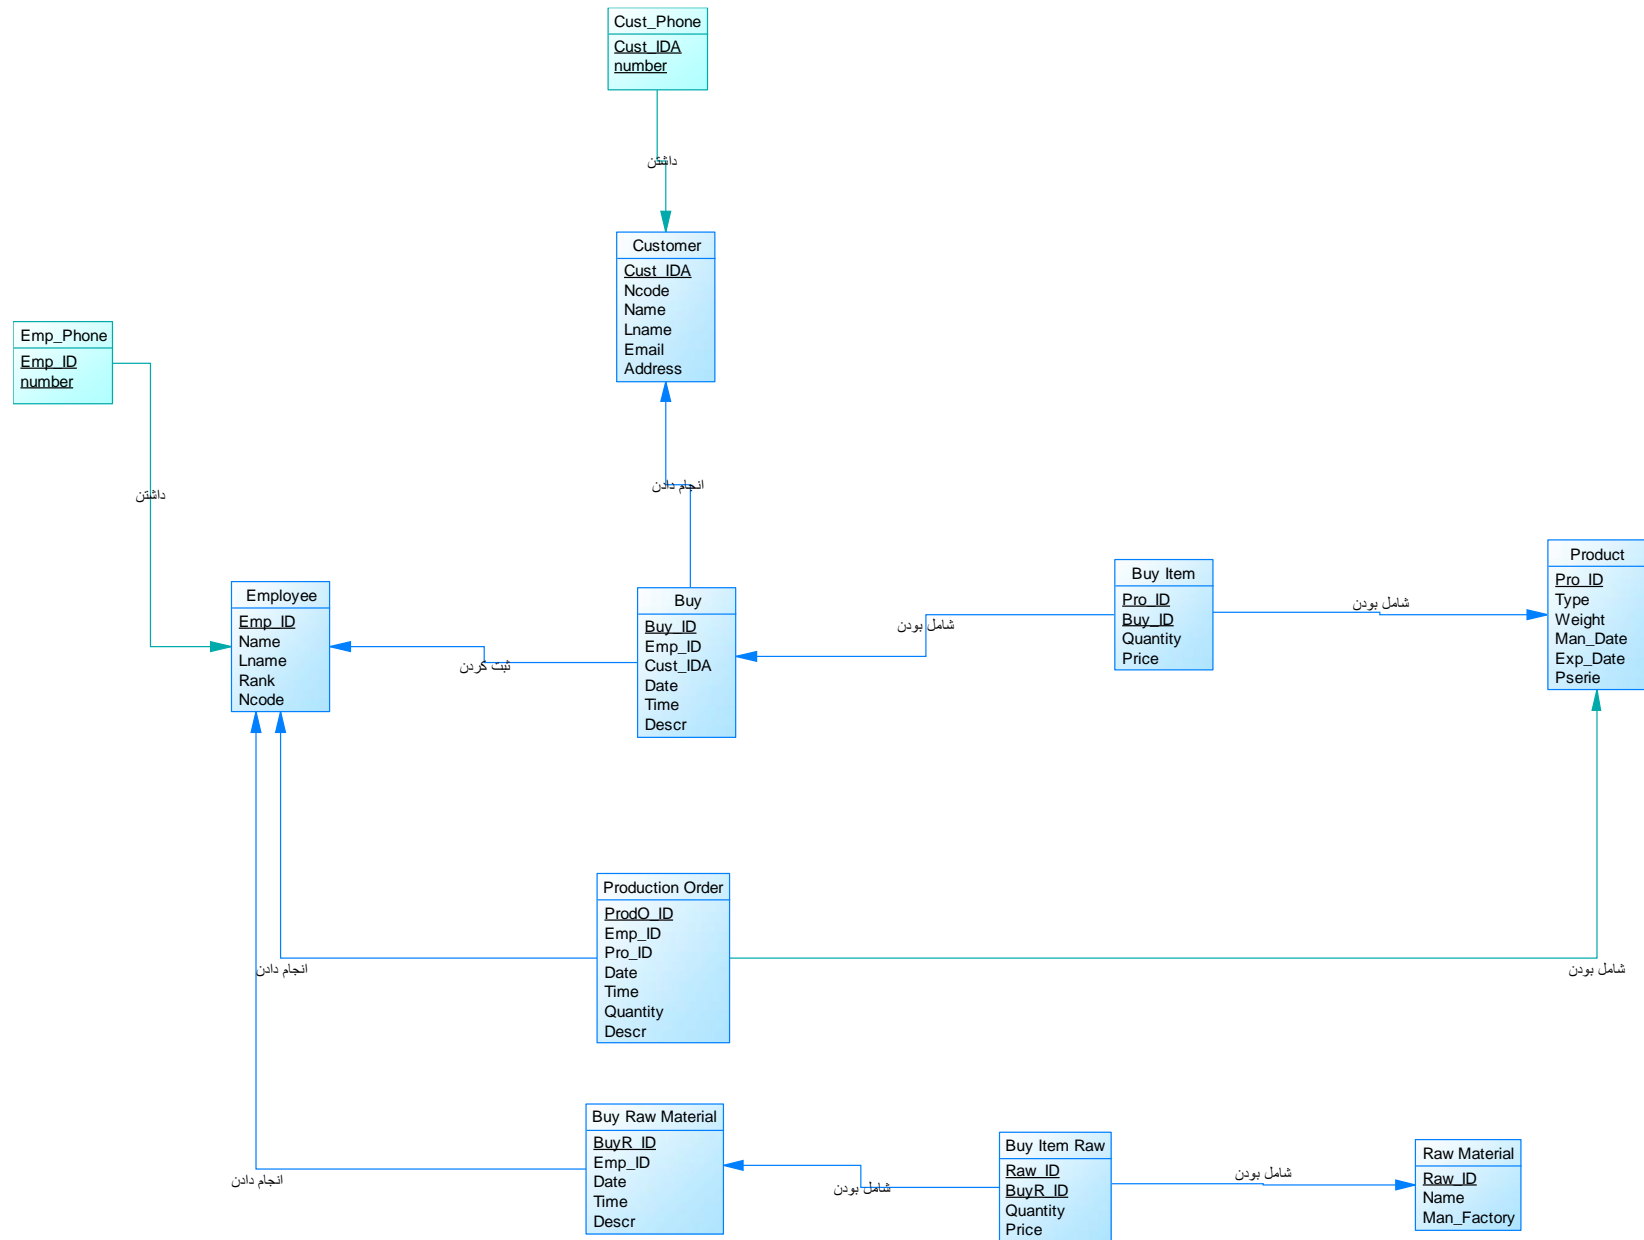 Cust_Phone
Cust_IDA
number
داشتن
Customer
Cust_IDA
Ncode
Name
Lname
Email
Address
Emp_Phone
Emp_ID
number
داشتن
انجام دادن
Employee
Emp_ID
Name
Lname
Rank
Ncode
ثبت کردن
Buy
Buy_ID
Emp_ID
Cust_IDA
Date
Time
Descr
شامل بودن
Buy Item
Pro_ID
Buy_ID
Quantity
Price
شامل بودن
Product
Pro_ID
Type
Weight
Man_Date
Exp_Date
Pserie
Production Order
ProdO_ID
Emp_ID
Pro_ID
Date
Time
Quantity
Descr
انجام دادن
شامل بودن
Buy Raw Material
BuyR_ID
Emp_ID
Date
Time
Descr
انجام دادن
شامل بودن
Buy Item Raw
Raw_ID
BuyR_ID
Quantity
Price
شامل بودن
Raw Material
Raw_ID
Name
Man_Factory